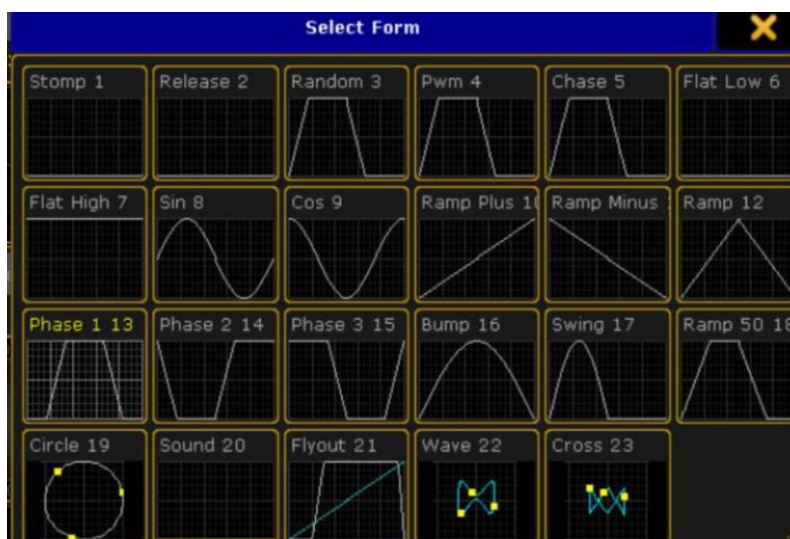 Select Form
Stomp 1 Release 2 Random 3 Pwm 4 Chase 5 Flat Low 6
Flat High 7 Sin 8 Cos 9 Ramp Plus 10 Ramp Minus Ramp 12
Phase 1 13 Phase 2 14 Phase 3 15 Bump 16 Swing 17 Ramp 50 18
Circle 19 Sound 20 Flyout 21 Wave 22 Cross 23